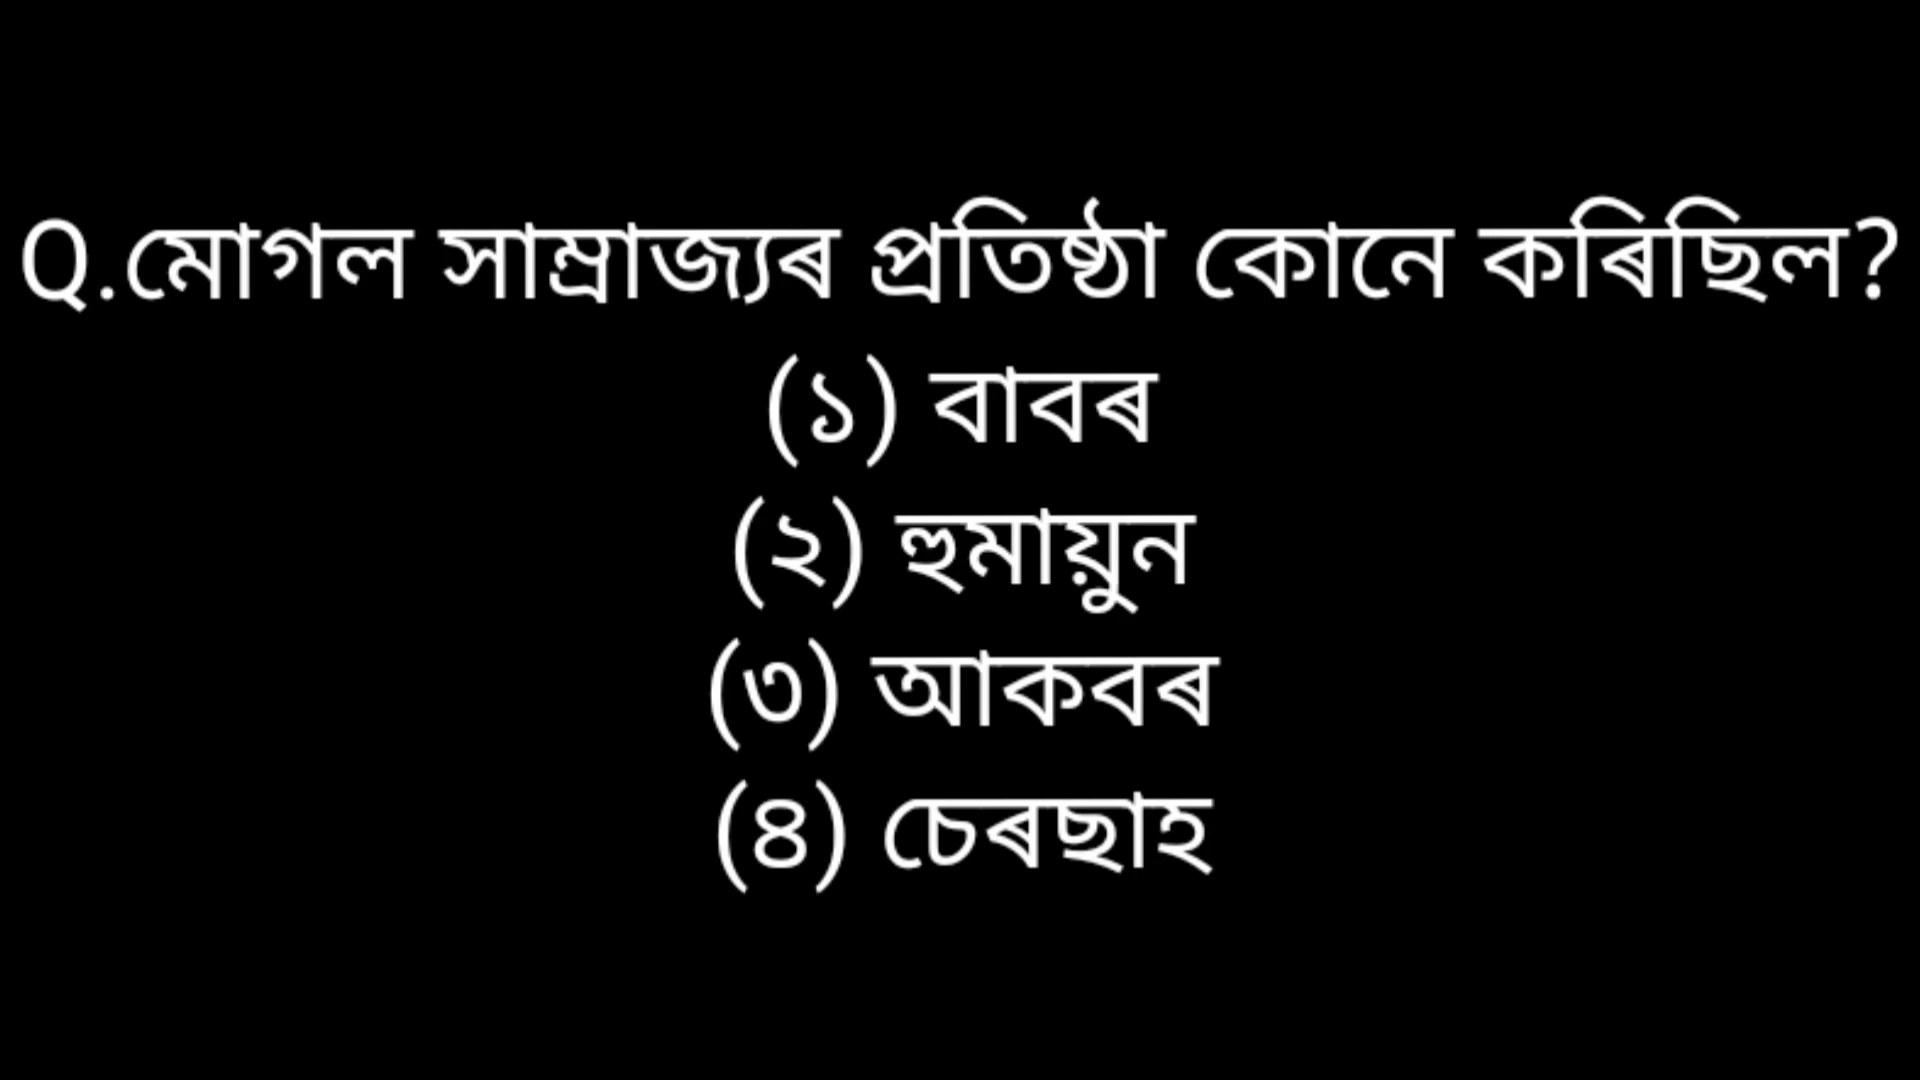 Q.মোগল সাম্ৰাজ্যৰ প্ৰতিষ্ঠা কোনে কৰিছিল?
(১) বাবৰ
(২) হুমায়ুন
(৩) আকবৰ
(৪) চেৰছাহ